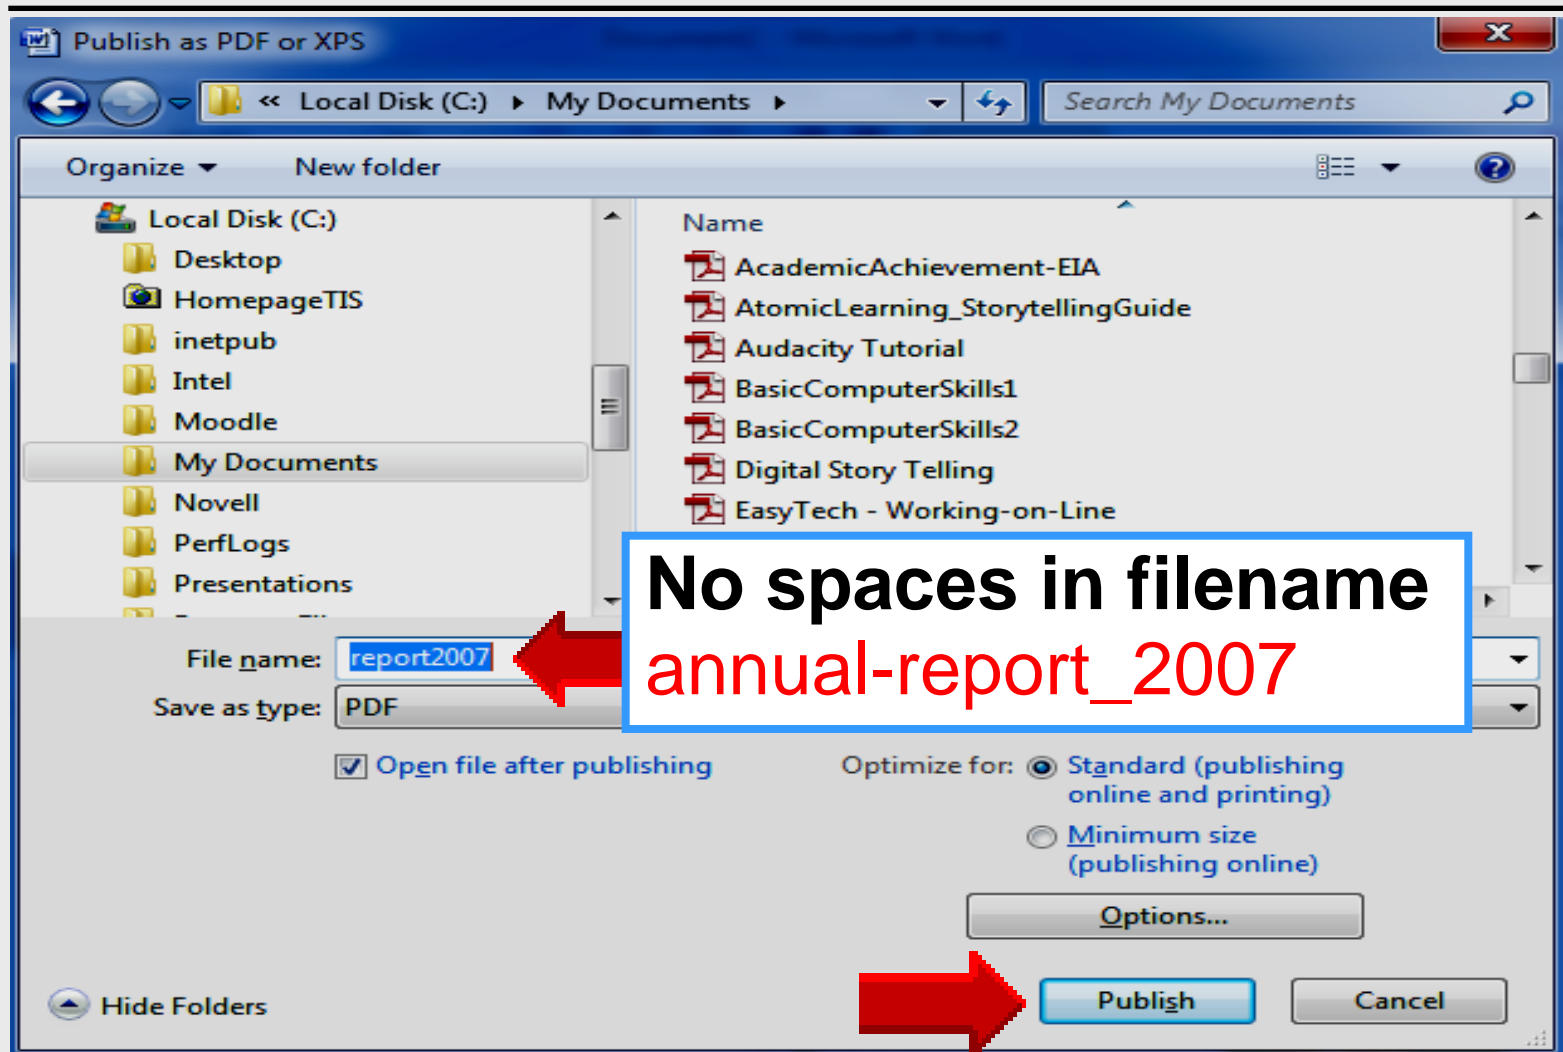 Publish as PDF or XPS
« Local Disk (C:) ▸ My Documents ▸
Search My Documents
Organize
New folder
Local Disk (C:)
Desktop
HomepageTIS
inetpub
Intel
Moodle
My Documents
Novell
PerfLogs
Presentations
Name
AcademicAchievement-EIA
AtomicLearning_StorytellingGuide
Audacity Tutorial
BasicComputerSkills1
BasicComputerSkills2
Digital Story Telling
EasyTech - Working-on-Line
No spaces in filename
annual-report_2007
File name: report2007
Save as type: PDF
Open file after publishing
Optimize for:
Standard (publishing
online and printing)
Minimum size
(publishing online)
Options...
Hide Folders
Publish
Cancel